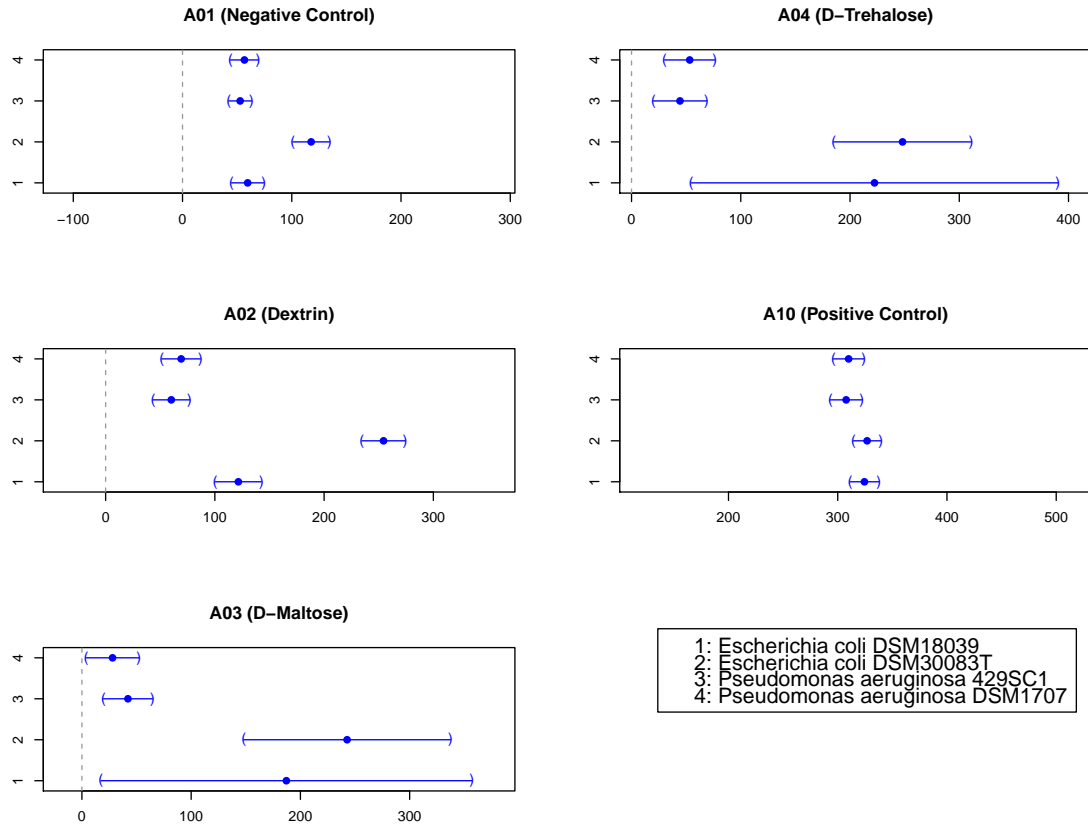 A01 (Negative Control)
4
3
2
1
−100 0 100 200 300
A04 (D−Trehalose)
4
3
2
1
0 100 200 300 400
A02 (Dextrin)
4
3
2
1
0 100 200 300
A10 (Positive Control)
4
3
2
1
200 300 400 500
A03 (D−Maltose)
4
3
2
1
0 100 200 300
1: Escherichia coli DSM18039
2: Escherichia coli DSM30083T
3: Pseudomonas aeruginosa 429SC1
4: Pseudomonas aeruginosa DSM1707